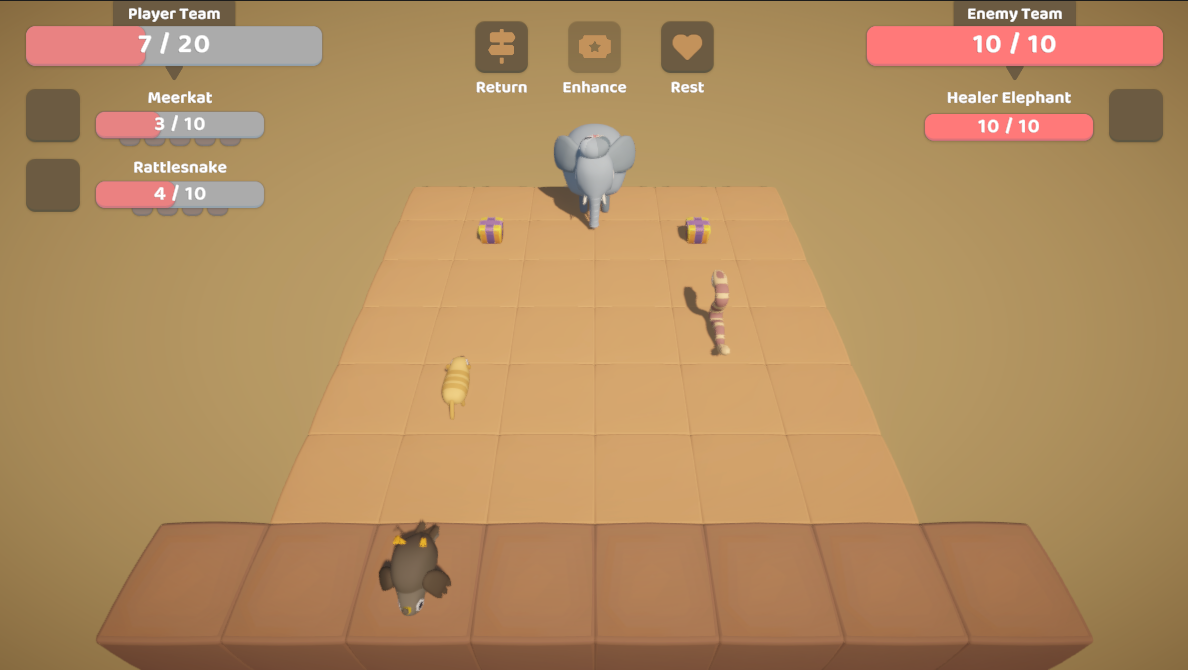 Player Team
7 / 20
Meerkat
3 / 10
Rattlesnake
4 / 10
Return
Enhance
Rest
Enemy Team
10 / 10
Healer Elephant
10 / 10